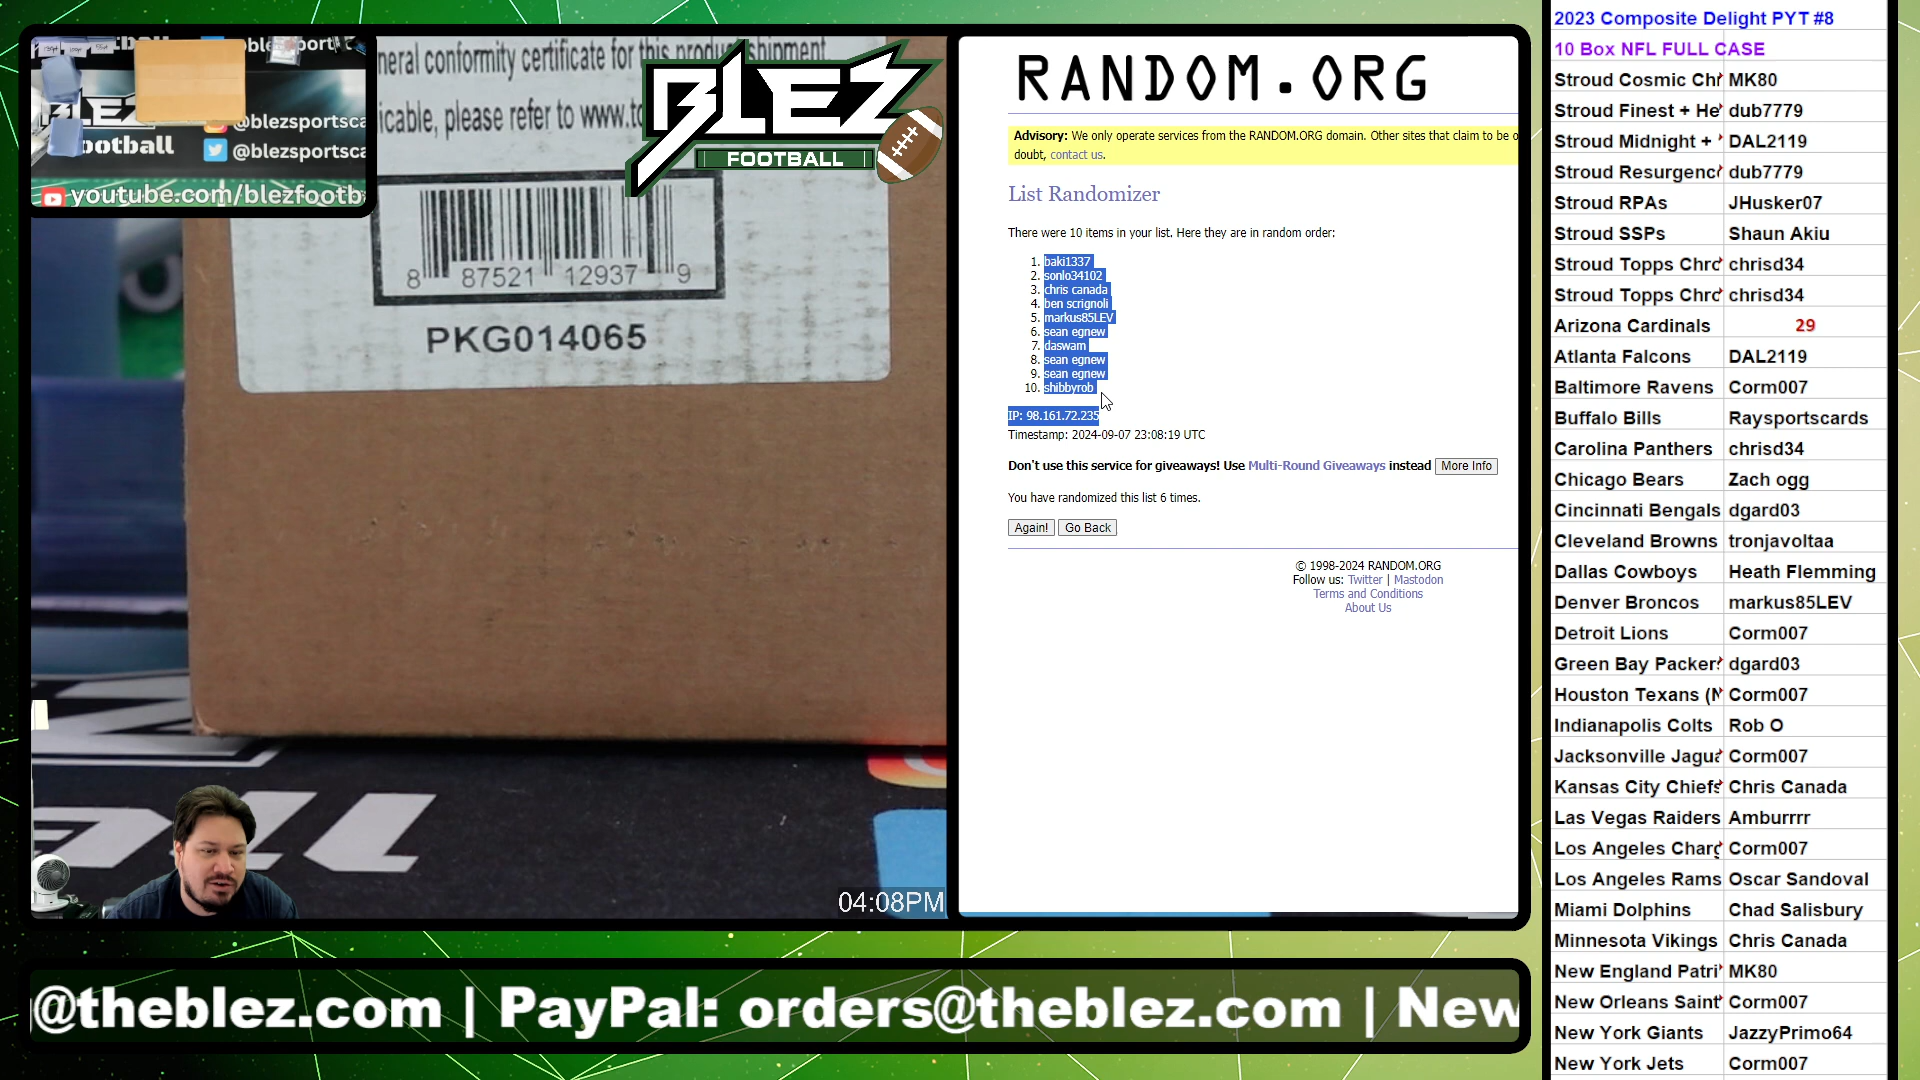 neral conformity certificate for this product shipment
icable, please refer to www.to
BLEZ
FOOTBALL
@blezsportsca
ootball
@blezsportsca
youtube.com/blezfootb
8 87521 12937 9
PKG014065
04:08PM
RANDOM.ORG
Advisory: We only operate services from the RANDOM.ORG domain. Other sites that claim to be o
doubt, contact us.
List Randomizer
There were 10 items in your list. Here they are in random order:
1. baki1337
2. sonlo34102
3. chris canada
4. ben scrignoli
5. markus85LEV
6. sean egnew
7. daswam
8. sean egnew
9. sean egnew
10. shibbyrob
IP: 98.161.72.235
Timestamp: 2024-09-07 23:08:19 UTC
Don't use this service for giveaways! Use Multi-Round Giveaways instead More Info
You have randomized this list 6 times.
Again! Go Back
© 1998-2024 RANDOM.ORG
Follow us: Twitter | Mastodon
Terms and Conditions
About Us
2023 Composite Delight PYT #8
10 Box NFL FULL CASE
Stroud Cosmic Chr MK80
Stroud Finest + He dub7779
Stroud Midnight + DAL2119
Stroud Resurgenc dub7779
Stroud RPAs JHusker07
Stroud SSPs Shaun Akiu
Stroud Topps Chro chrisd34
Stroud Topps Chro chrisd34
Arizona Cardinals 29
Atlanta Falcons DAL2119
Baltimore Ravens Corm007
Buffalo Bills Raysportscards
Carolina Panthers chrisd34
Chicago Bears Zach ogg
Cincinnati Bengals dgard03
Cleveland Browns tronjavoltaa
Dallas Cowboys Heath Flemming
Denver Broncos markus85LEV
Detroit Lions Corm007
Green Bay Packer dgard03
Houston Texans (N Corm007
Indianapolis Colts Rob O
Jacksonville Jagua Corm007
Kansas City Chiefs Chris Canada
Las Vegas Raiders Amburrrr
Los Angeles Charg Corm007
Los Angeles Rams Oscar Sandoval
Miami Dolphins Chad Salisbury
Minnesota Vikings Chris Canada
New England Patri MK80
New Orleans Saint Corm007
New York Giants JazzyPrimo64
New York Jets Corm007
@theblez.com | PayPal: orders@theblez.com | New